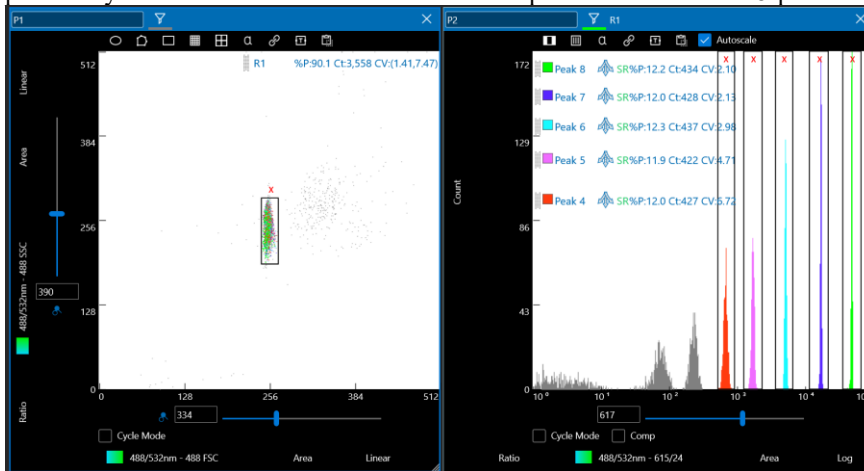 P1
R1 %P:90.1 Ct:3,558 CV:(1.41,7.47)
512
384
256
128
0
0 128 256 384 512
Linear
Area
488/532nm - 488 SSC
Ratio
390
334
Cycle Mode
488/532nm - 488 FSC Area Linear
P2 R1
Autoscale
172
129
86
43
0
Count
Peak 8 SR%P:12.2 Ct:434 CV:2.10
Peak 7 SR%P:12.0 Ct:428 CV:2.13
Peak 6 SR%P:12.3 Ct:437 CV:2.98
Peak 5 SR%P:11.9 Ct:422 CV:4.71
Peak 4 SR%P:12.0 Ct:427 CV:5.72
X X X X X
10⁰ 10¹ 10² 10³ 10⁴
617
Cycle Mode Comp
Ratio 488/532nm - 615/24 Area Log